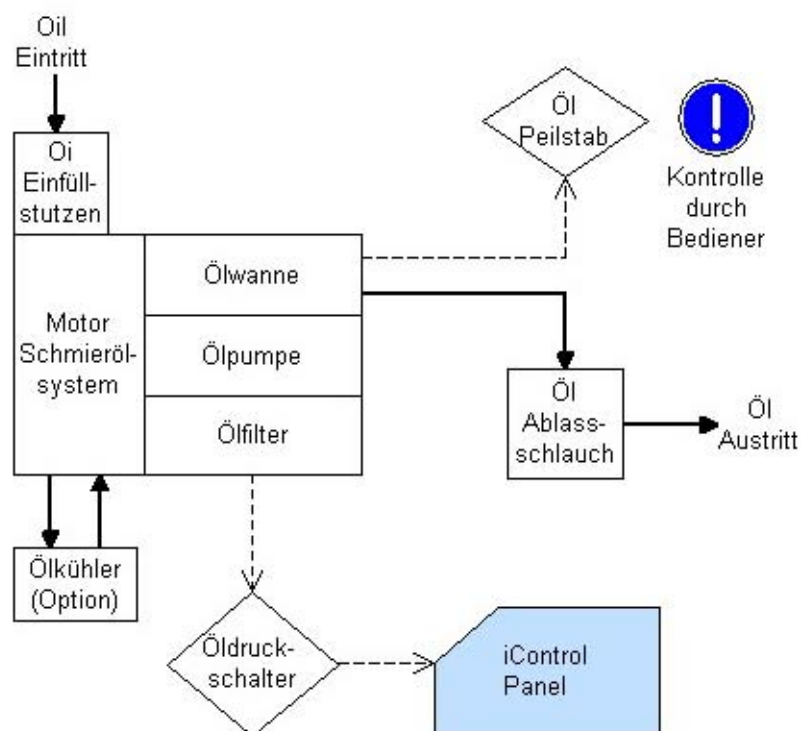 Oil
Eintritt
Oi
Einfüll-
stutzen
Öl
Peilstab
!
Kontrolle
durch
Bediener
Motor
Schmieröl-
system
Ölwanne
Ölpumpe
Ölfilter
Öl
Ablass-
schlauch
Öl
Austritt
Ölkühler
(Option)
Öldruck-
schalter
iControl
Panel